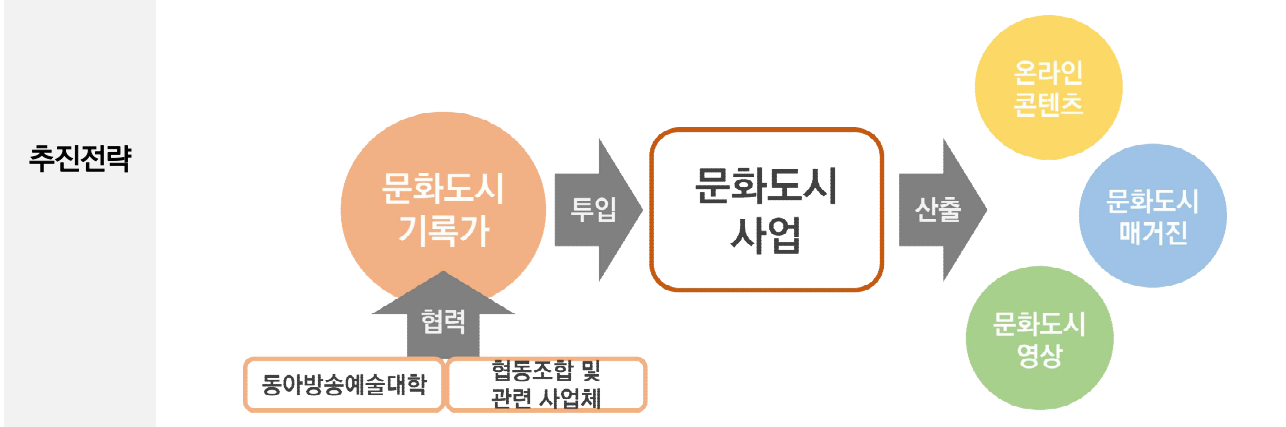 추진전략
문화도시
기록가
투입
문화도시
사업
산출
온라인
콘텐츠
문화도시
매거진
문화도시
영상
협력
동아방송예술대학
협동조합 및
관련 사업체